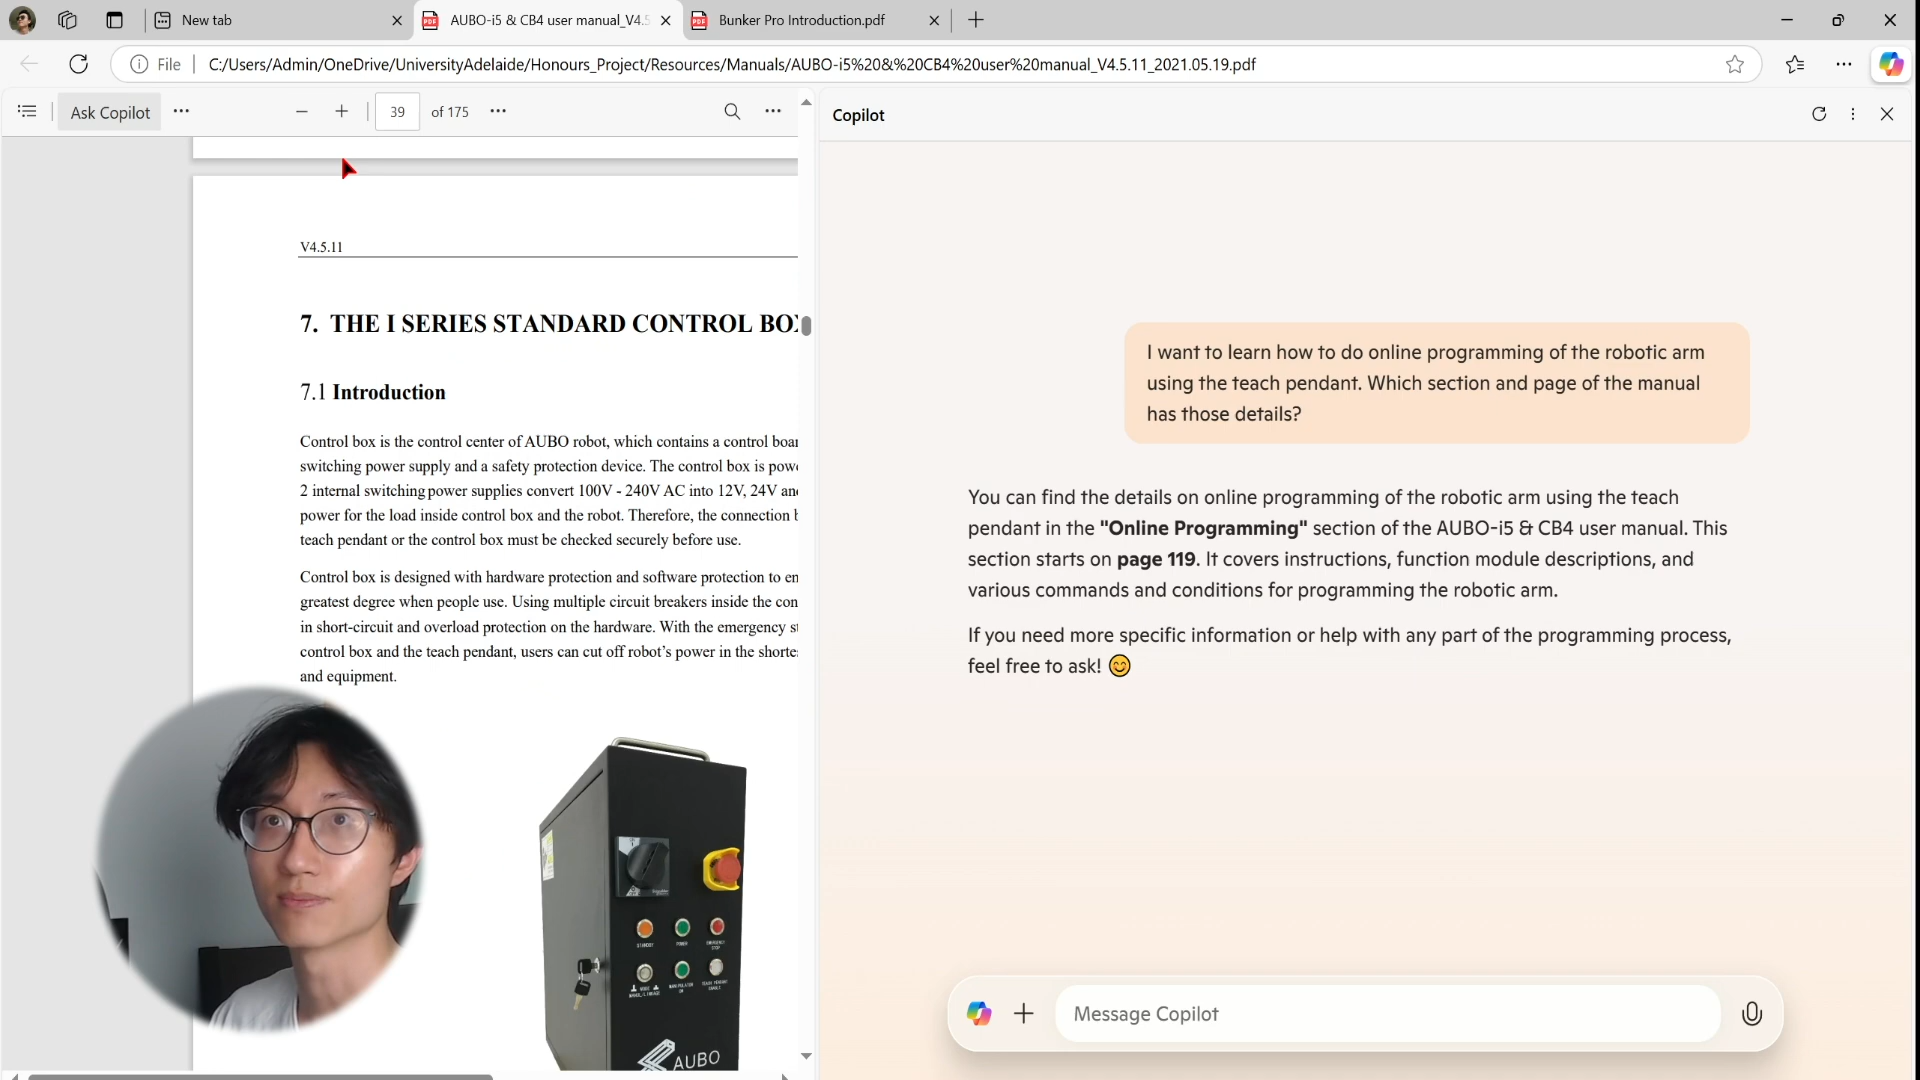 New tab
AUBO-i5 & CB4 user manual_V4.5
Bunker Pro Introduction.pdf
File
C:/Users/Admin/OneDrive/UniversityAdelaide/Honours_Project/Resources/Manuals/AUBO-i5%20&%20CB4%20user%20manual_V4.5.11_2021.05.19.pdf
Ask Copilot
39 of 175
V4.5.11
7. THE I SERIES STANDARD CONTROL BOX
7.1 Introduction
Control box is the control center of AUBO robot, which contains a control boar
switching power supply and a safety protection device. The control box is powe
2 internal switching power supplies convert 100V - 240V AC into 12V, 24V and
power for the load inside control box and the robot. Therefore, the connection b
teach pendant or the control box must be checked securely before use.
Control box is designed with hardware protection and software protection to en
greatest degree when people use. Using multiple circuit breakers inside the con
in short-circuit and overload protection on the hardware. With the emergency st
control box and the teach pendant, users can cut off robot's power in the shortes
and equipment.
STANDBY
POWER
EMERGENCY STOP
AUBO
Copilot
I want to learn how to do online programming of the robotic arm
using the teach pendant. Which section and page of the manual
has those details?
You can find the details on online programming of the robotic arm using the teach
pendant in the "Online Programming" section of the AUBO-i5 & CB4 user manual. This
section starts on page 119. It covers instructions, function module descriptions, and
various commands and conditions for programming the robotic arm.
If you need more specific information or help with any part of the programming process,
feel free to ask! 😊
Message Copilot